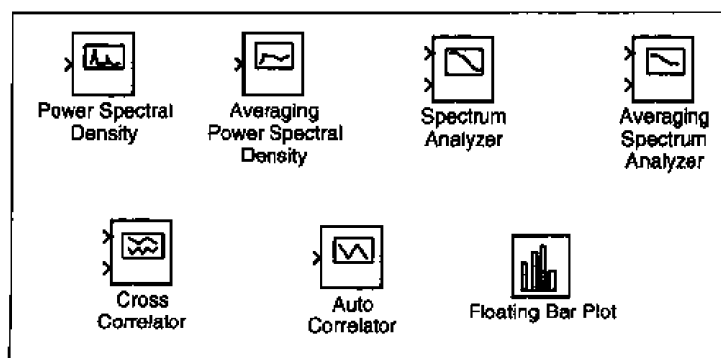 Power Spectral
Density
Averaging
Power Spectral
Density
Spectrum
Analyzer
Averaging
Spectrum
Analyzer
Cross
Correlator
Auto
Correlator
Floating Bar Plot